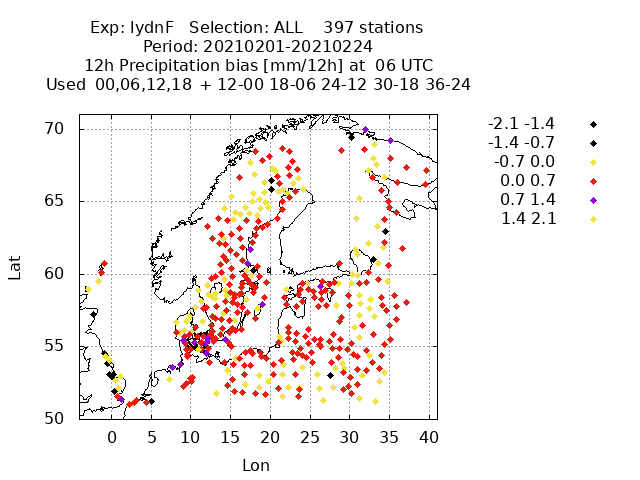 Exp: IydnF Selection: ALL 397 stations
Period: 20210201-20210224
12h Precipitation bias [mm/12h] at 06 UTC
Used 00,06,12,18 + 12-00 18-06 24-12 30-18 36-24
-2.1 -1.4
-1.4 -0.7
-0.7 0.0
0.0 0.7
0.7 1.4
1.4 2.1
70
65
60
55
50
Lat
0 5 10 15 20 25 30 35 40
Lon